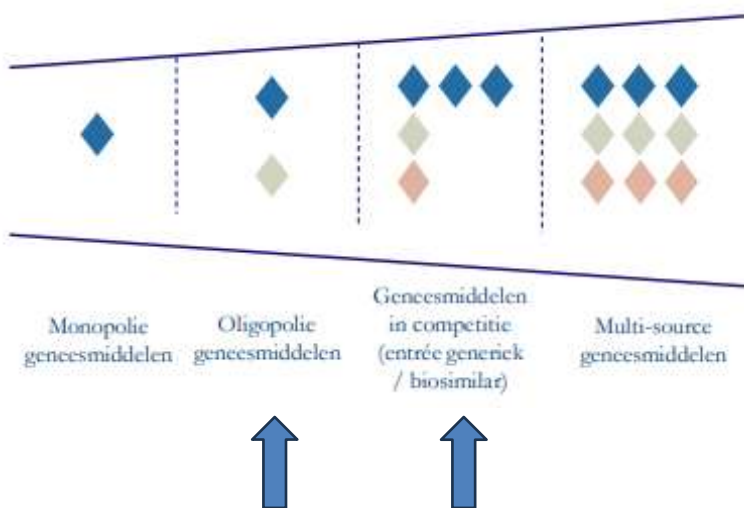 Monopolie
geneesmiddelen
Oligopolie
geneesmiddelen
Geneesmiddelen
in competitie
(entrée generiek
/ biosimilar)
Multi-source
geneesmiddelen